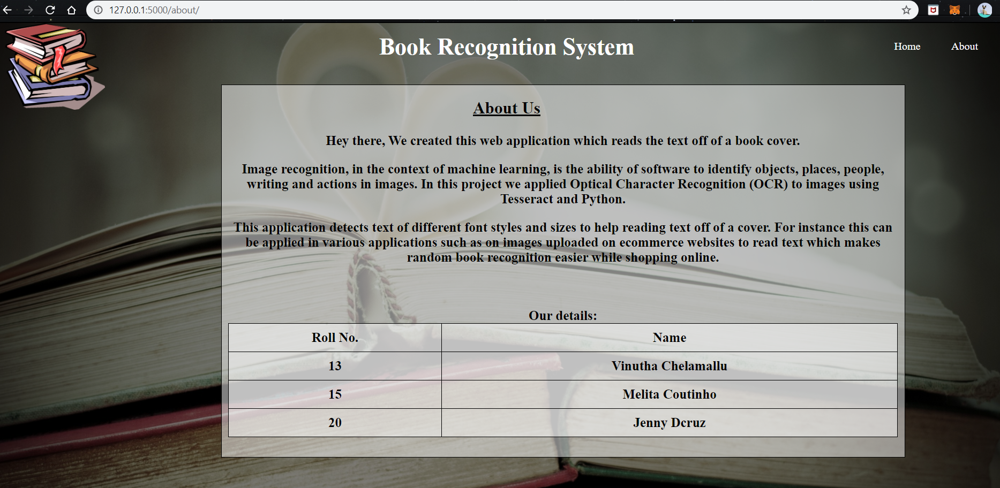 127.0.0.1:5000/about/
Book Recognition System
Home
About
About Us
Hey there, We created this web application which reads the text off of a book cover.
Image recognition, in the context of machine learning, is the ability of software to identify objects, places, people,
writing and actions in images. In this project we applied Optical Character Recognition (OCR) to images using
Tesseract and Python.
This application detects text of different font styles and sizes to help reading text off of a cover. For instance this can
be applied in various applications such as on images uploaded on ecommerce websites to read text which makes
random book recognition easier while shopping online.
Our details:
Roll No. Name
13 Vinutha Chelamallu
15 Melita Coutinho
20 Jenny Dcruz